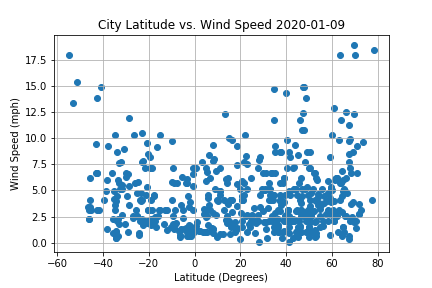 City Latitude vs. Wind Speed 2020-01-09
Wind Speed (mph)
17.5
15.0
12.5
10.0
7.5
5.0
2.5
0.0
−60 −40 −20 0 20 40 60 80
Latitude (Degrees)